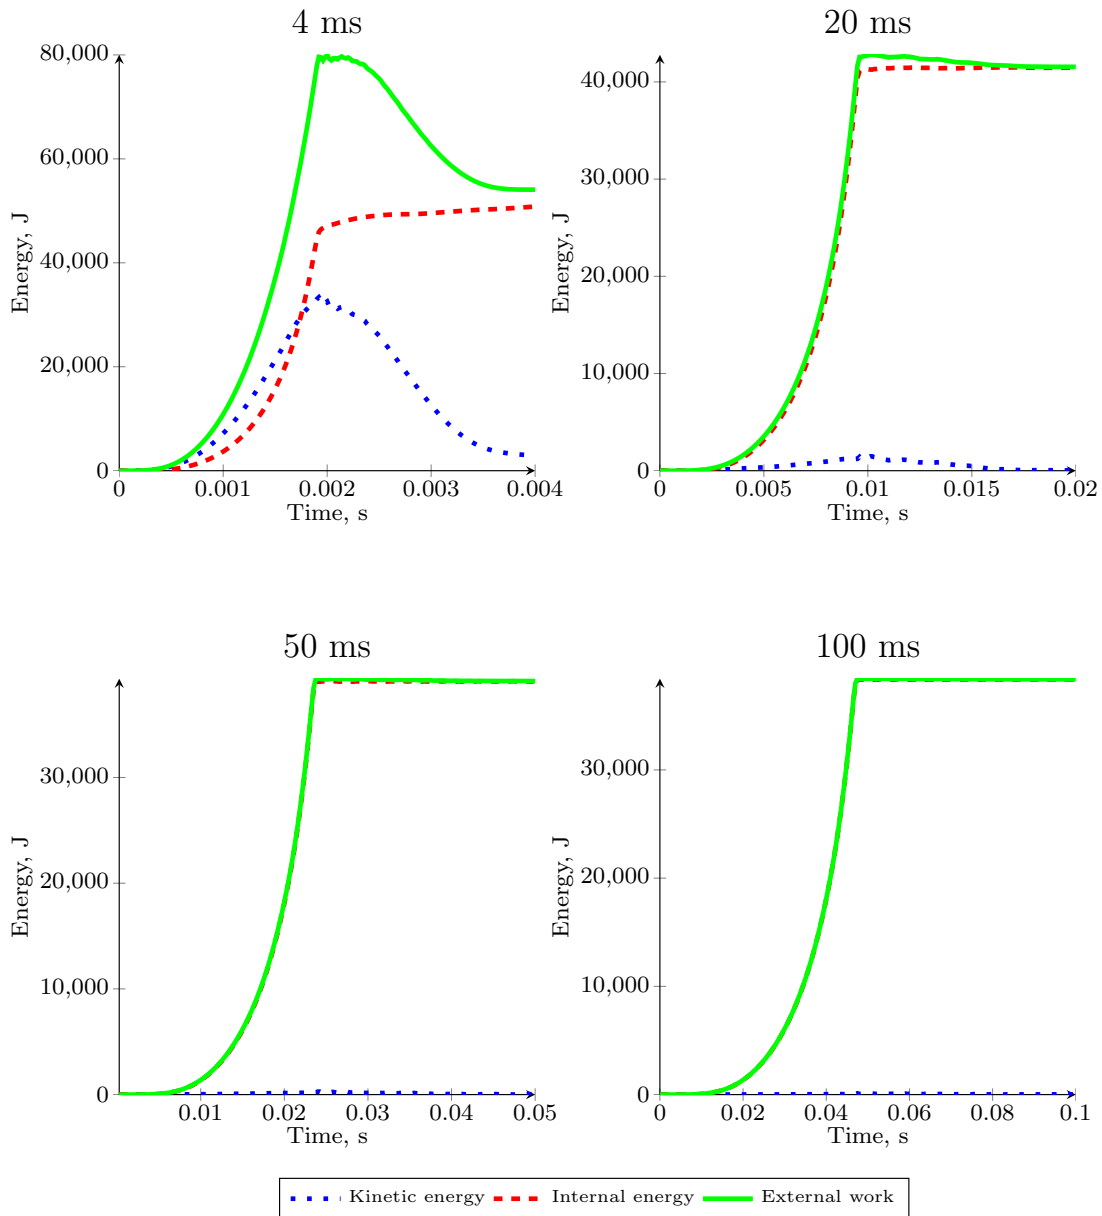 4 ms
80,000
60,000
40,000
20,000
0
Energy, J
0 0.001 0.002 0.003 0.004
Time, s
20 ms
40,000
30,000
20,000
10,000
0
Energy, J
0 0.005 0.01 0.015 0.02
Time, s
50 ms
30,000
20,000
10,000
0
Energy, J
0.01 0.02 0.03 0.04 0.05
Time, s
100 ms
30,000
20,000
10,000
0
Energy, J
0 0.02 0.04 0.06 0.08 0.1
Time, s
Kinetic energy Internal energy External work